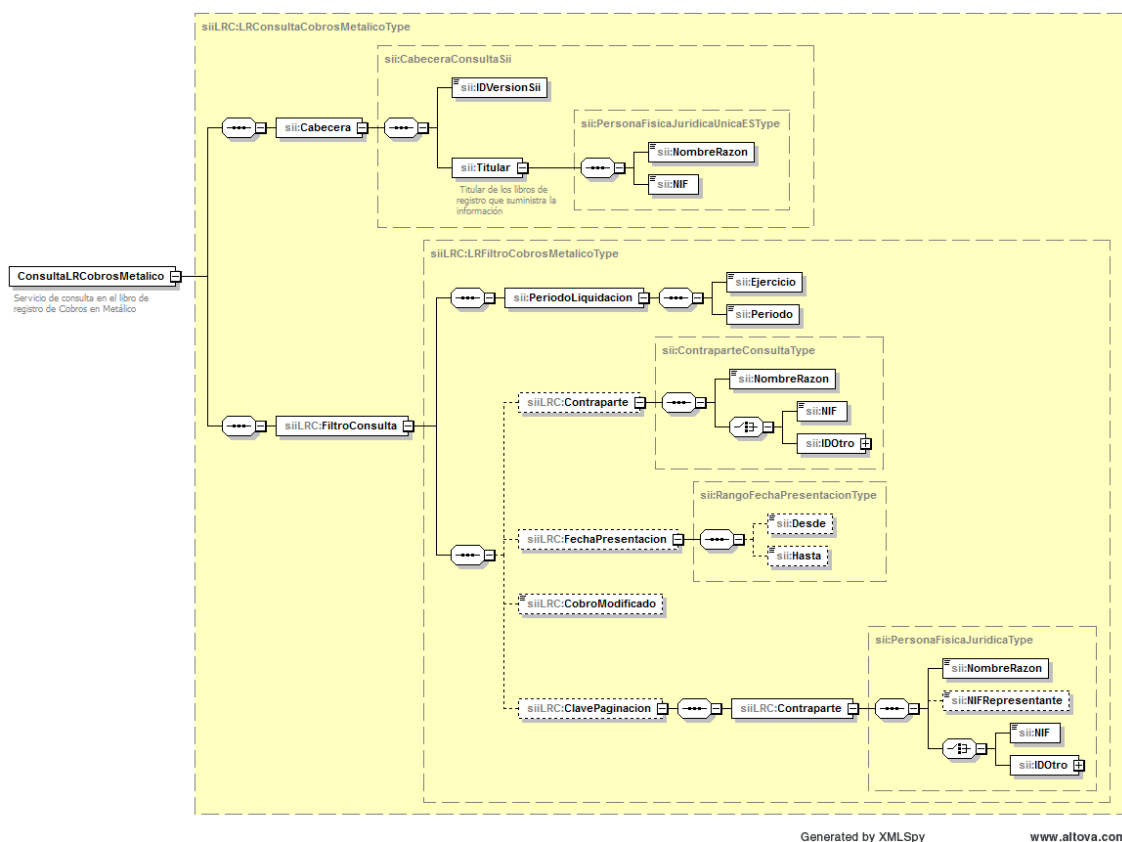 siiLRC:LRConsultaCobrosMetalicoType
sii:CabeceraConsultaSii
sii:IDVersionSii
sii:PersonaFisicaJuridicaUnicaESType
sii:Cabecera
sii:NombreRazon
sii:Titular
sii:NIF
Titular de los libros de
registro que suministra la
información
siiLRC:LRFiltroCobrosMetalicoType
ConsultaLRCobrosMetalico
Servicio de consulta en el libro de
registro de Cobros en Metálico
sii:Ejercicio
sii:PeriodoLiquidacion
sii:Periodo
sii:ContraparteConsultaType
sii:NombreRazon
siiLRC:Contraparte
sii:NIF
siiLRC:FiltroConsulta
sii:IDOtro
sii:RangoFechaPresentacionType
sii:Desde
siiLRC:FechaPresentacion
sii:Hasta
siiLRC:CobroModificado
sii:PersonaFisicaJuridicaType
sii:NombreRazon
sii:NIFRepresentante
siiLRC:ClavePaginacion
siiLRC:Contraparte
sii:NIF
sii:IDOtro
Generated by XMLSpy
www.altova.com